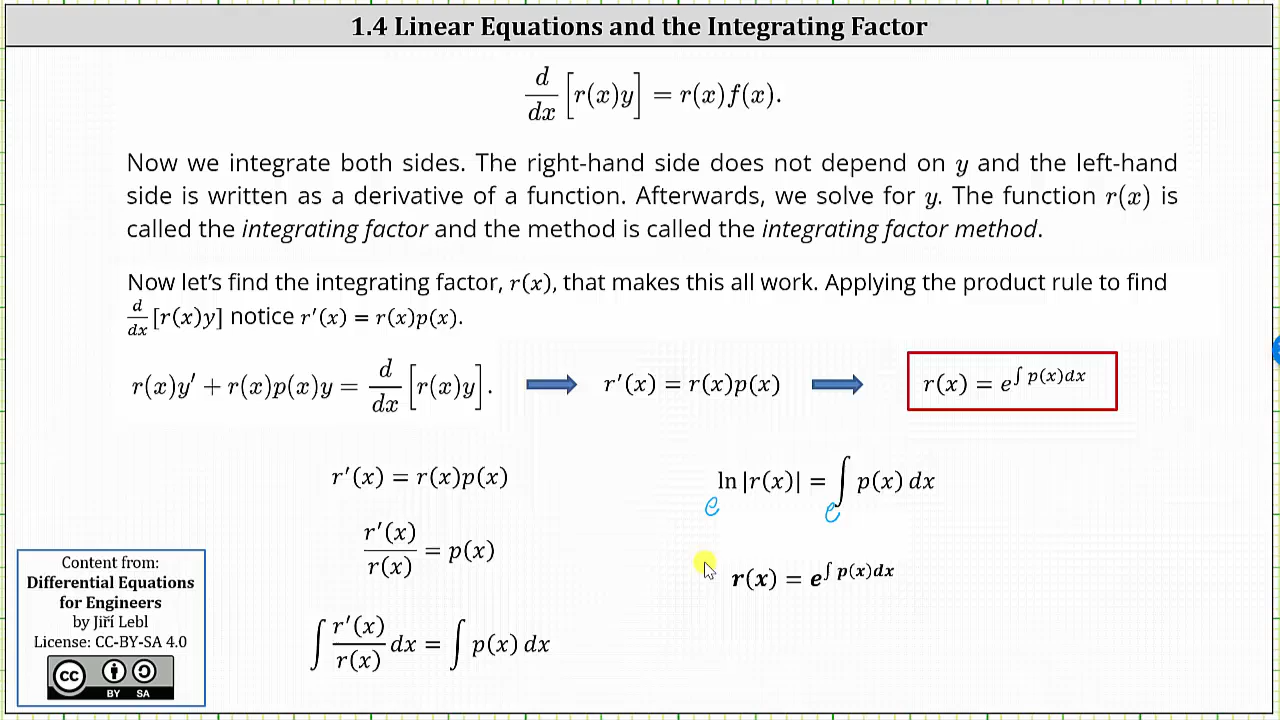 1.4 Linear Equations and the Integrating Factor
d/dx [r(x)y] = r(x)f(x).
Now we integrate both sides. The right-hand side does not depend on y and the left-hand
side is written as a derivative of a function. Afterwards, we solve for y. The function r(x) is
called the integrating factor and the method is called the integrating factor method.
Now let's find the integrating factor, r(x), that makes this all work. Applying the product rule to find
d/dx [r(x)y] notice r′(x) = r(x)p(x).
r(x)y′ + r(x)p(x)y = d/dx [r(x)y]. r′(x) = r(x)p(x) r(x) = e^∫ p(x)dx
r′(x) = r(x)p(x)
r′(x)/r(x) = p(x)
∫ r′(x)/r(x) dx = ∫ p(x) dx
ln|r(x)| = ∫ p(x) dx
e e
r(x) = e^∫ p(x)dx
Content from:
Differential Equations
for Engineers
by Jiří Lebl
License: CC-BY-SA 4.0
cc BY SA